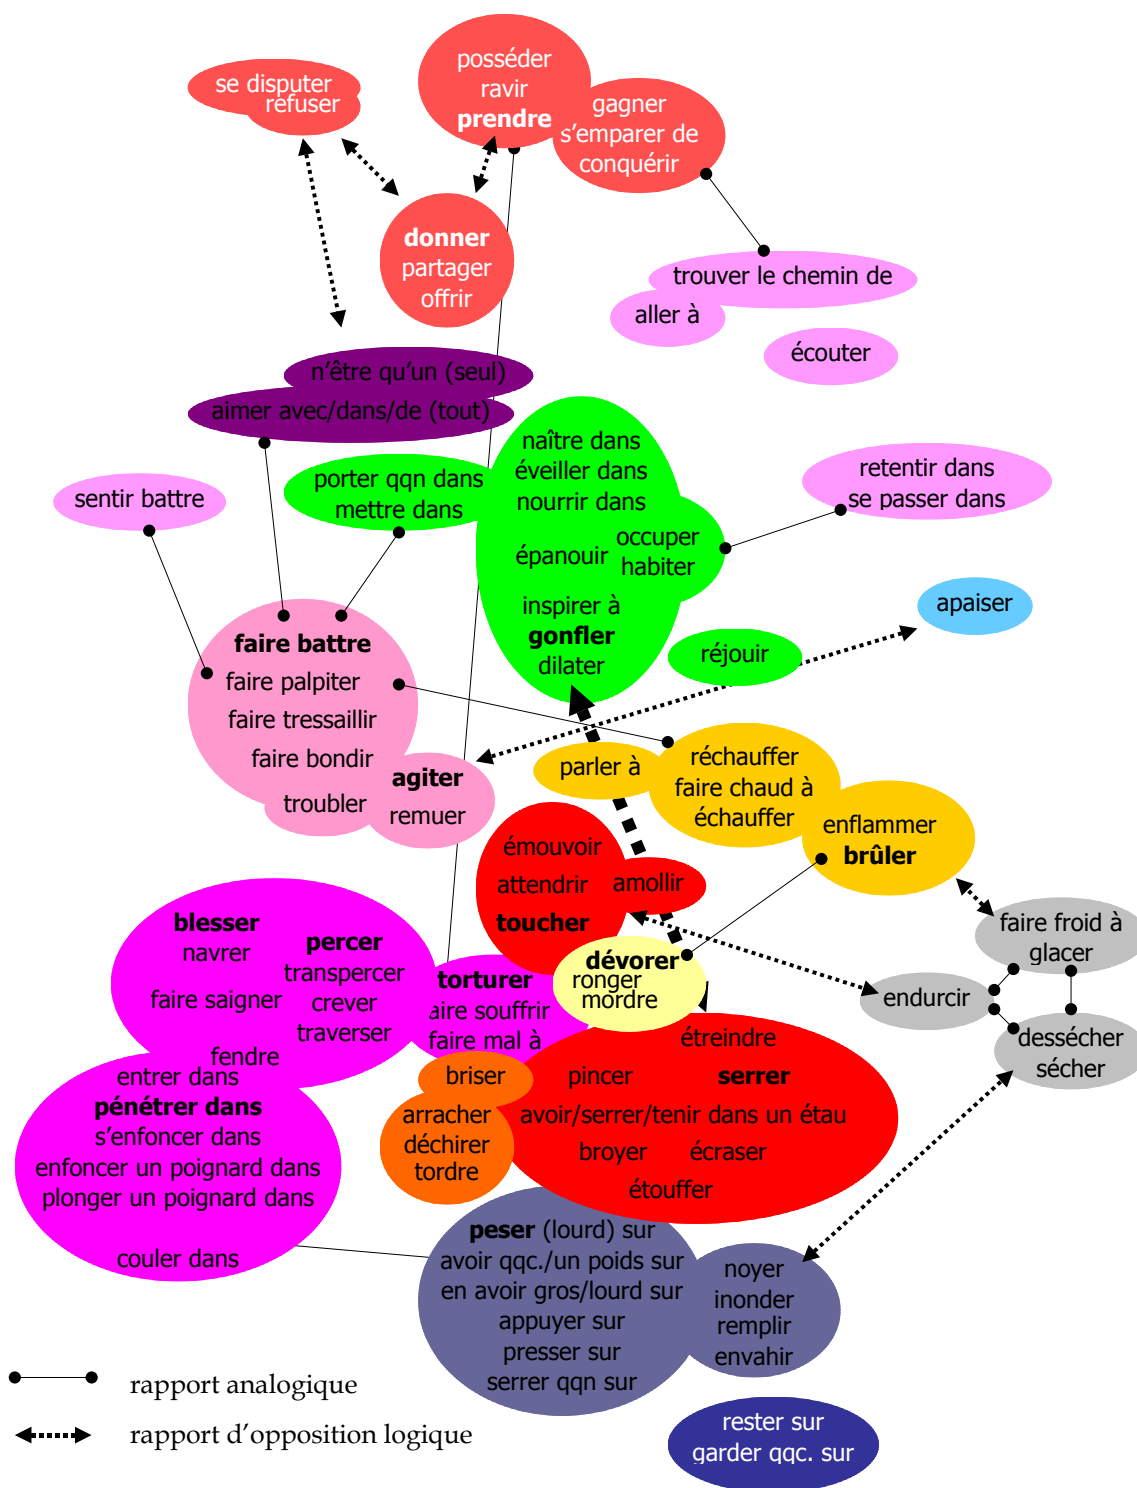 posséder
ravir
prendre
se disputer
refuser
gagner
s'emparer de
conquérir
donner
partager
offrir
trouver le chemin de
aller à
écouter
n'être qu'un (seul)
aimer avec/dans/de (tout)
naître dans
éveiller dans
nourrir dans
épanouir
occuper
habiter
inspirer à
gonfler
dilater
porter qqn dans
mettre dans
retentir dans
se passer dans
sentir battre
apaiser
réjouir
faire battre
faire palpiter
faire tressaillir
faire bondir
troubler
agiter
remuer
parler à
réchauffer
faire chaud à
échauffer
enflammer
brûler
émouvoir
attendrir
amollir
toucher
blesser
navrer
percer
transpercer
faire saigner
crever
traverser
fendre
torturer
faire souffrir
faire mal à
dévorer
ronger
mordre
faire froid à
glacer
endurcir
dessécher
sécher
étreindre
pincer
serrer
avoir/serrer/tenir dans un étau
broyer
écraser
étouffer
briser
arracher
déchirer
tordre
entrer dans
pénétrer dans
s'enfoncer dans
enfoncer un poignard dans
plonger un poignard dans
couler dans
peser (lourd) sur
avoir qqc./un poids sur
en avoir gros/lourd sur
appuyer sur
presser sur
serrer qqn sur
noyer
inonder
remplir
envahir
rester sur
garder qqc. sur
rapport analogique
rapport d'opposition logique